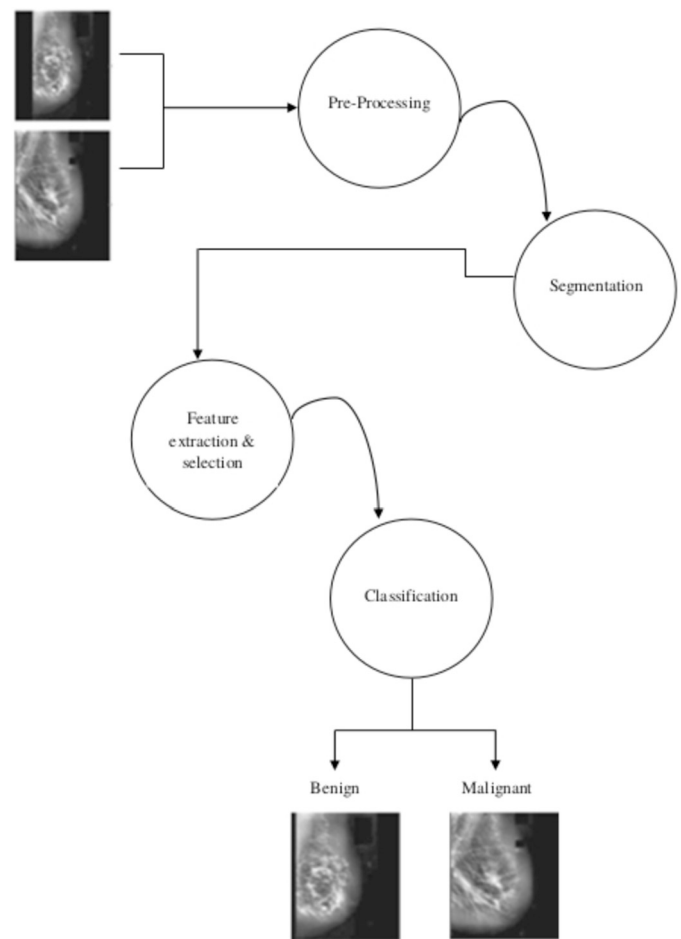 Pre-Processing
Segmentation
Feature
extraction &
selection
Classification
Benign
Malignant